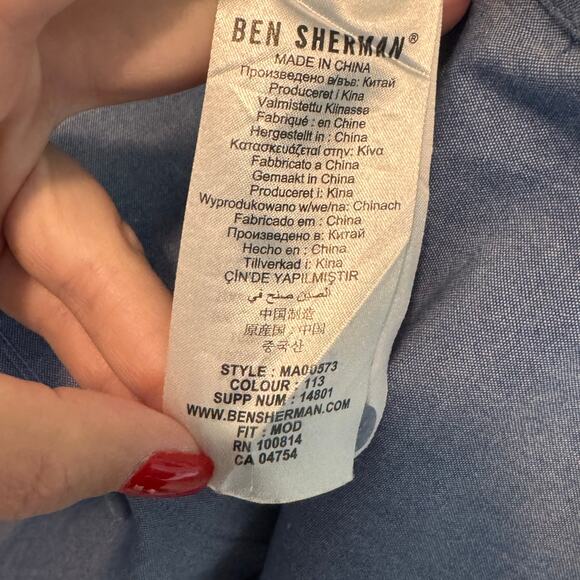 BEN SHERMAN®
MADE IN CHINA
Произведено в/във: Китай
Produceret i Kina
Valmistettu Kiinassa
Fabriqué : en Chine
Hergestellt in : China
Κατασκευάζεται στην: Κίνα
Fabbricato a China
Gemaakt in China
Produceret i: Kina
Wyprodukowano w/we/na: Chinach
Fabricado em : China
Произведено в: Китай
Hecho en : China
Tillverkad i: Kina
ÇİN'DE YAPILMIŞTIR
الصين صنع في
中国制造
原産国 : 中国
중국산
STYLE : MA00573
COLOUR : 113
SUPP NUM : 14801
WWW.BENSHERMAN.COM
FIT : MOD
RN 100814
CA 04754